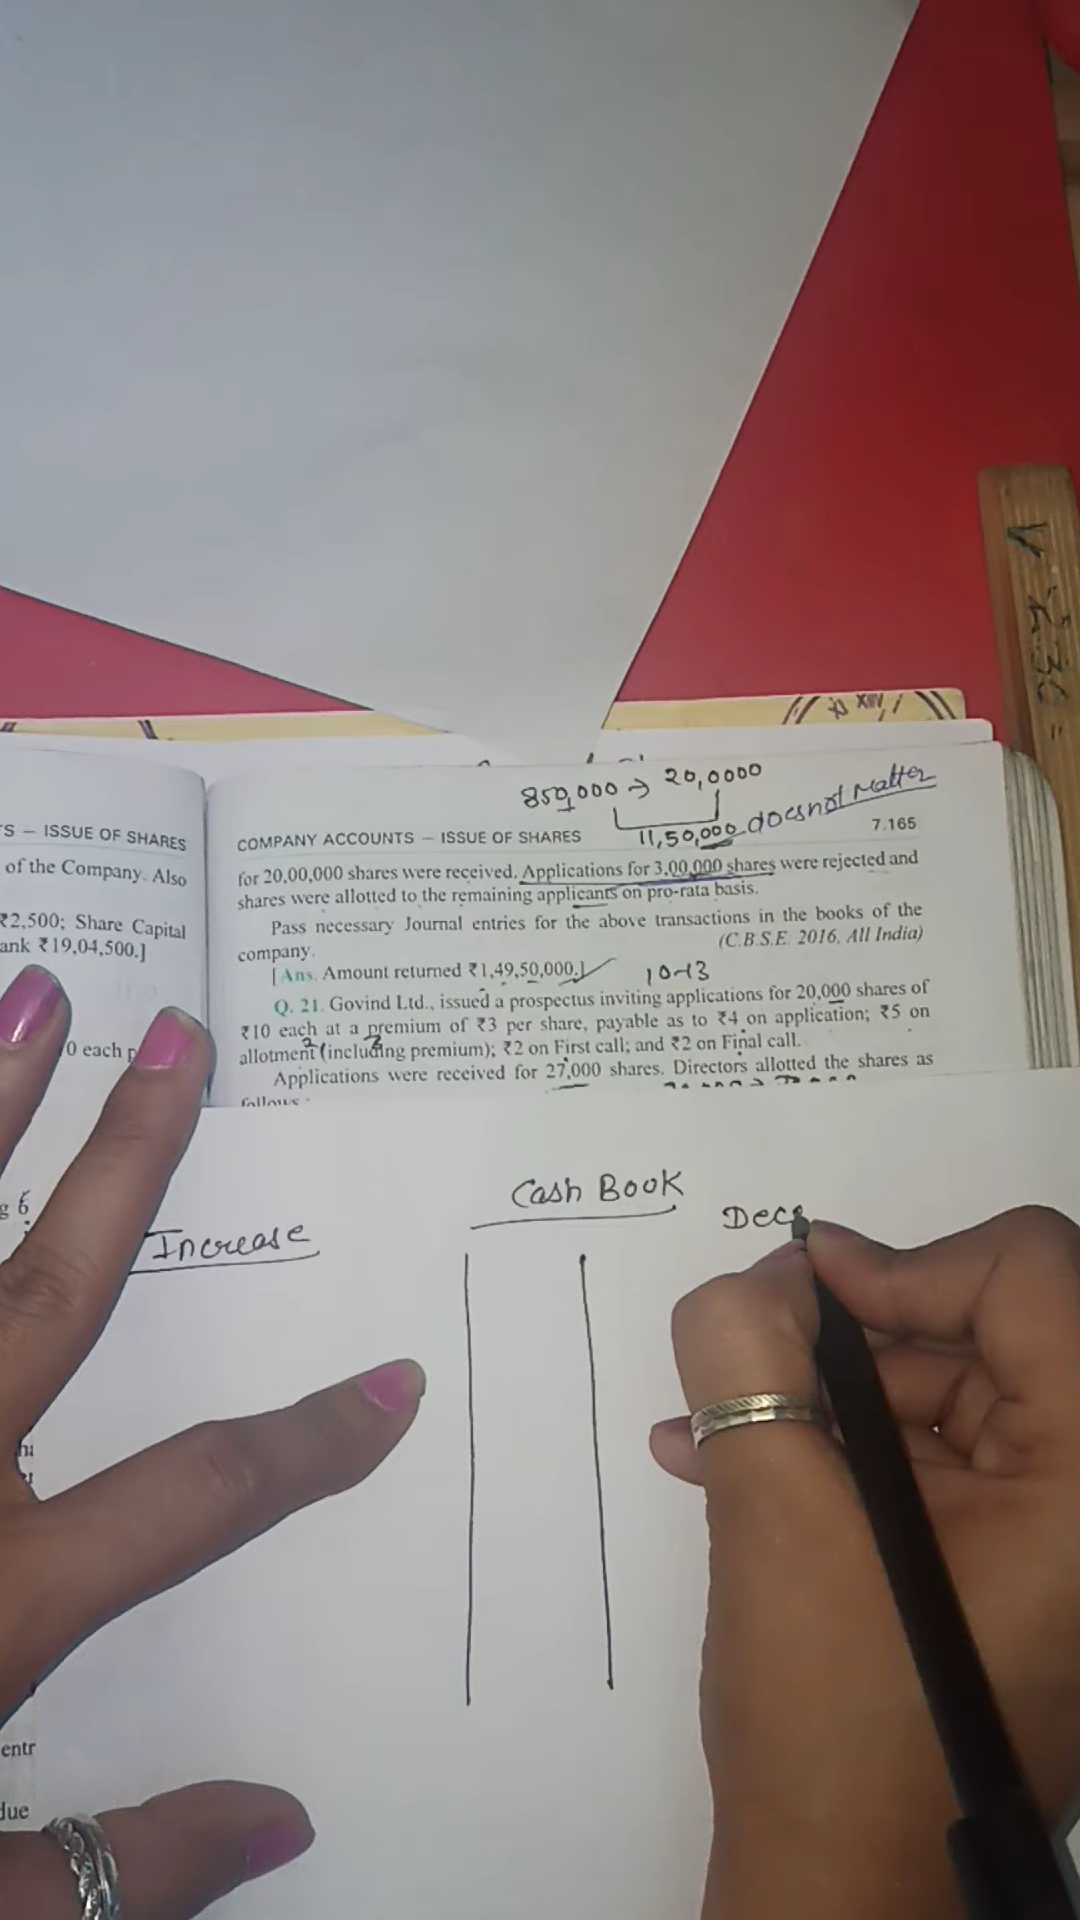 850,000 → 20,0000
11,50,000 does not Matter
S – ISSUE OF SHARES
of the Company. Also
₹2,500; Share Capital
ank ₹19,04,500.]
0 each p
COMPANY ACCOUNTS – ISSUE OF SHARES 7.165
for 20,00,000 shares were received. Applications for 3,00,000 shares were rejected and
shares were allotted to the remaining applicants on pro-rata basis.
Pass necessary Journal entries for the above transactions in the books of the
company. (C.B.S.E. 2016, All India)
[Ans. Amount returned ₹1,49,50,000.] 10+3
Q. 21. Govind Ltd., issued a prospectus inviting applications for 20,000 shares of
₹10 each at a premium of ₹3 per share, payable as to ₹4 on application; ₹5 on
allotment (including premium); ₹2 on First call; and ₹2 on Final call.
Applications were received for 27,000 shares. Directors allotted the shares as
follows :
g 6
Cash Book
Increase
Dec
entr
due